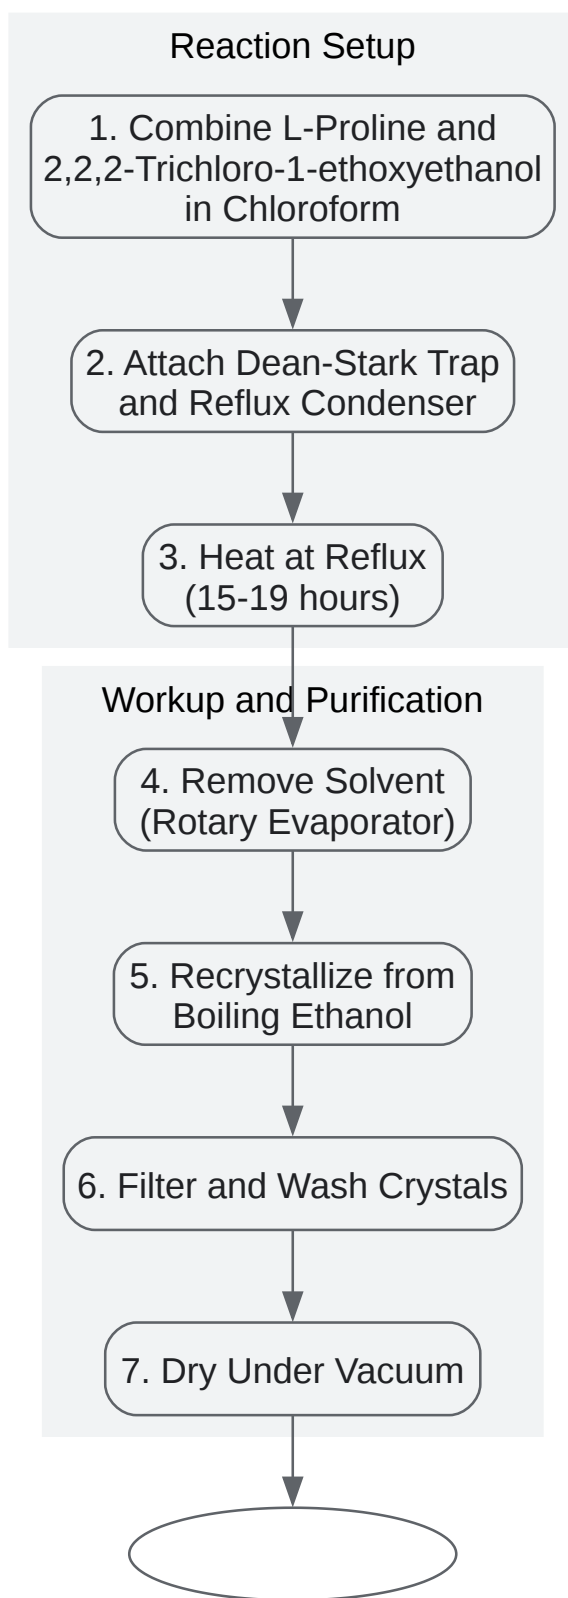 Reaction Setup
1. Combine L-Proline and
2,2,2-Trichloro-1-ethoxyethanol
in Chloroform
2. Attach Dean-Stark Trap
and Reflux Condenser
3. Heat at Reflux
(15-19 hours)
Workup and Purification
4. Remove Solvent
(Rotary Evaporator)
5. Recrystallize from
Boiling Ethanol
6. Filter and Wash Crystals
7. Dry Under Vacuum